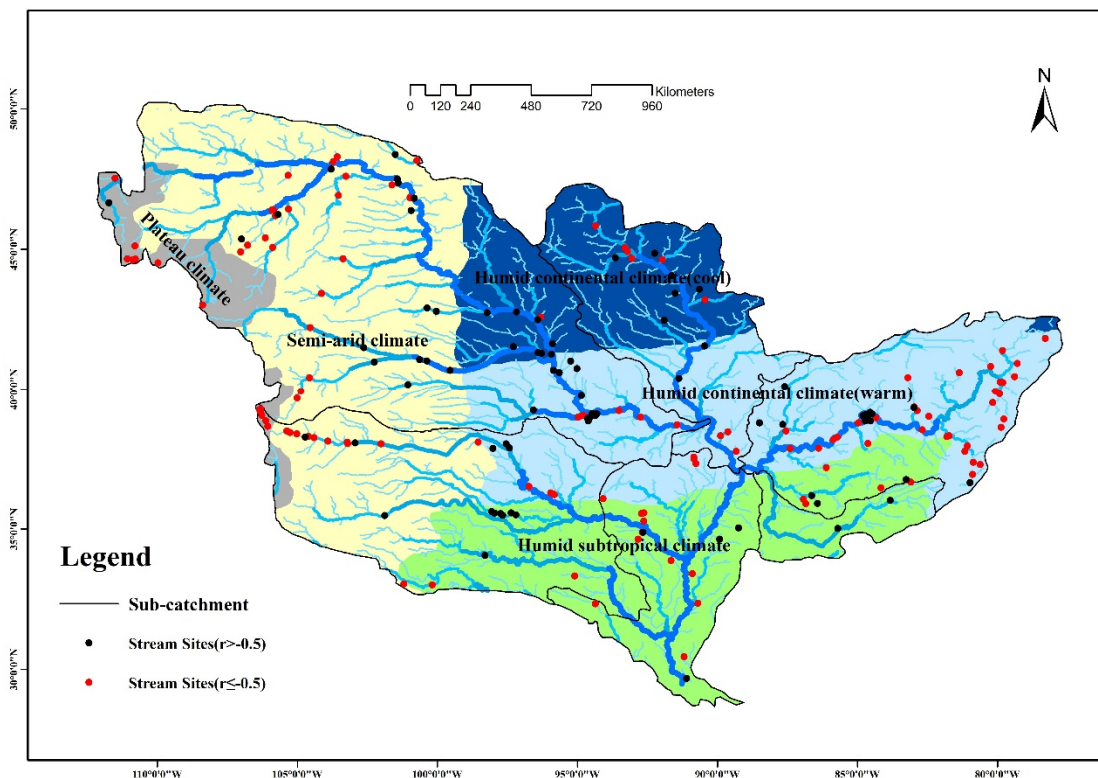 N
Kilometers
0 120 240 480 720 960
50°0'0"N
45°0'0"N
40°0'0"N
35°0'0"N
30°0'0"N
Plateau climate
Humid continental climate(cool)
Semi-arid climate
Humid continental climate(warm)
Humid subtropical climate
Legend
Sub-catchment
Stream Sites(r>-0.5)
Stream Sites(r≤-0.5)
110°0'0"W 105°0'0"W 100°0'0"W 95°0'0"W 90°0'0"W 85°0'0"W 80°0'0"W